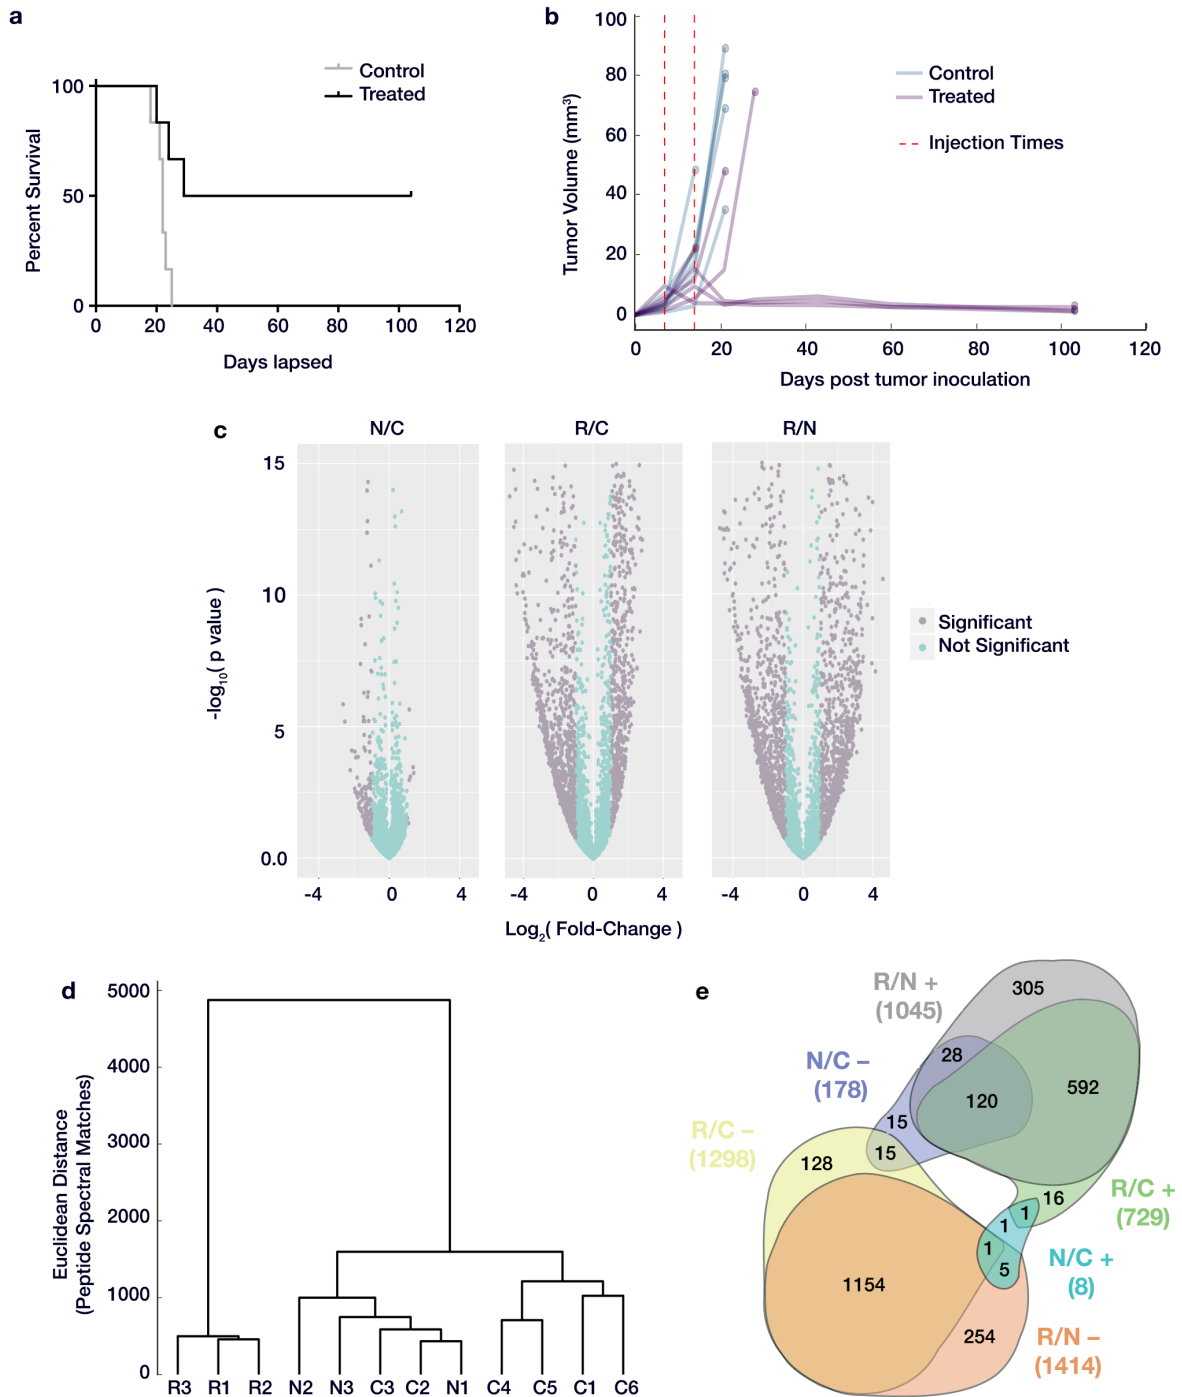 a
Control
Treated
Percent Survival
100
50
0
0 20 40 60 80 100 120
Days lapsed
b
Tumor Volume (mm³)
100
80
60
40
20
0
Control
Treated
Injection Times
0 20 40 60 80 100 120
Days post tumor inoculation
c
N/C R/C R/N
-log₁₀( p value )
15
10
5
0.0
Significant
Not Significant
-4 0 4 -4 0 4 -4 0 4
Log₂( Fold-Change )
d
Euclidean Distance
(Peptide Spectral Matches)
5000
4000
3000
2000
1000
0
R3 R1 R2 N2 N3 C3 C2 N1 C4 C5 C1 C6
e
R/N +
(1045)
305
N/C –
(178)
28
120
592
15
15
R/C –
(1298)
128
16
R/C +
(729)
1
1
1
5
N/C +
(8)
1154
254
R/N –
(1414)